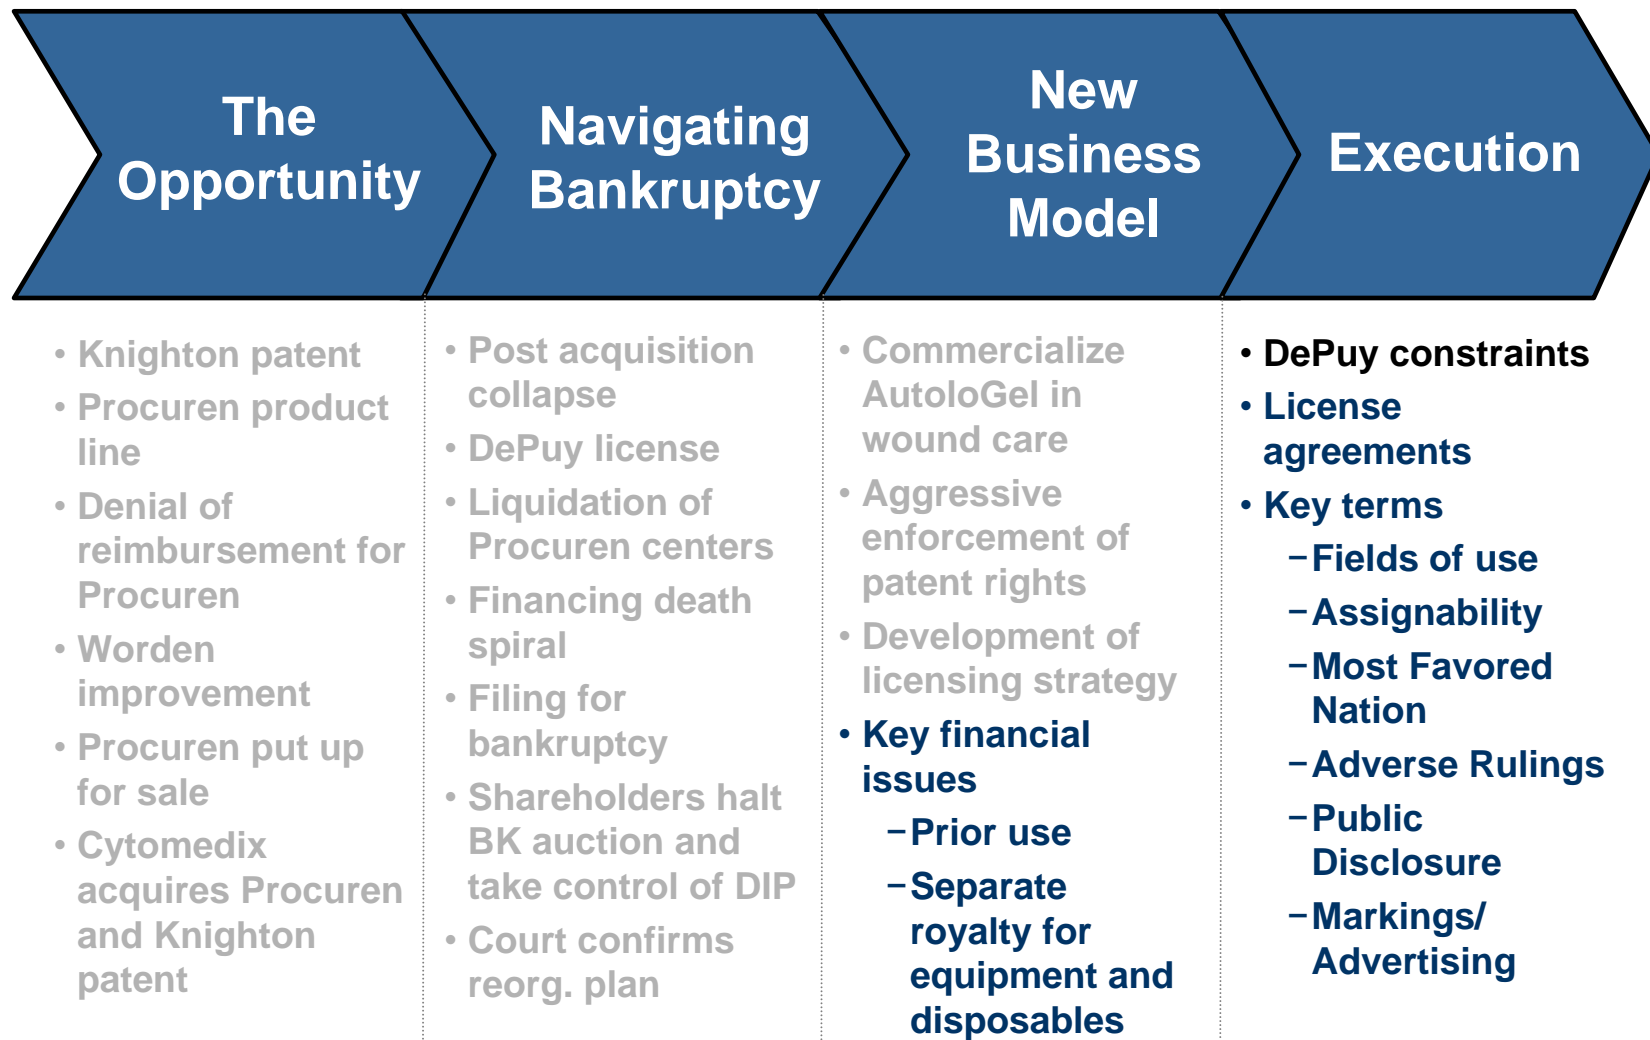 The
Opportunity
Navigating
Bankruptcy
New
Business
Model
Execution
• Knighton patent
• Procuren product
line
• Denial of
reimbursement for
Procuren
• Worden
improvement
• Procuren put up
for sale
• Cytomedix
acquires Procuren
and Knighton
patent
• Post acquisition
collapse
• DePuy license
• Liquidation of
Procuren centers
• Financing death
spiral
• Filing for
bankruptcy
• Shareholders halt
BK auction and
take control of DIP
• Court confirms
reorg. plan
• Commercialize
AutoloGel in
wound care
• Aggressive
enforcement of
patent rights
• Development of
licensing strategy
• Key financial
issues
–Prior use
–Separate
royalty for
equipment and
disposables
• DePuy constraints
• License
agreements
• Key terms
–Fields of use
–Assignability
–Most Favored
Nation
–Adverse Rulings
–Public
Disclosure
–Markings/
Advertising